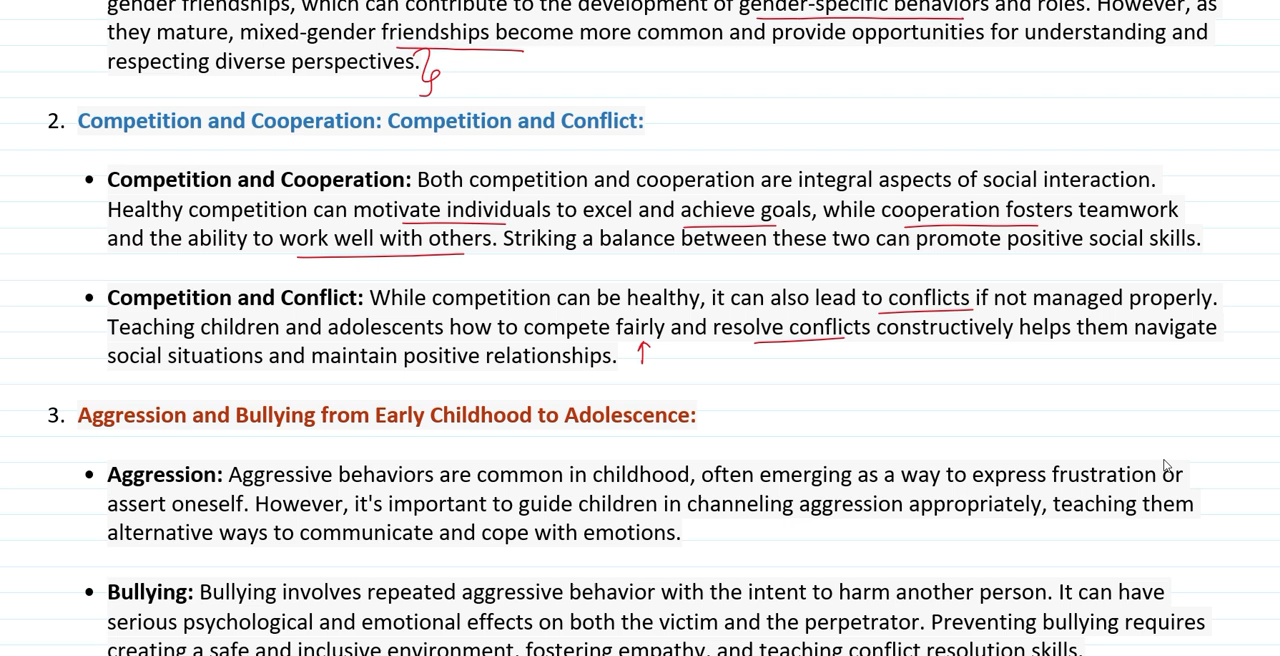 gender friendships, which can contribute to the development of gender-specific behaviors and roles. However, as
they mature, mixed-gender friendships become more common and provide opportunities for understanding and
respecting diverse perspectives.
2. Competition and Cooperation: Competition and Conflict:
• Competition and Cooperation: Both competition and cooperation are integral aspects of social interaction.
Healthy competition can motivate individuals to excel and achieve goals, while cooperation fosters teamwork
and the ability to work well with others. Striking a balance between these two can promote positive social skills.
• Competition and Conflict: While competition can be healthy, it can also lead to conflicts if not managed properly.
Teaching children and adolescents how to compete fairly and resolve conflicts constructively helps them navigate
social situations and maintain positive relationships.
3. Aggression and Bullying from Early Childhood to Adolescence:
• Aggression: Aggressive behaviors are common in childhood, often emerging as a way to express frustration or
assert oneself. However, it's important to guide children in channeling aggression appropriately, teaching them
alternative ways to communicate and cope with emotions.
• Bullying: Bullying involves repeated aggressive behavior with the intent to harm another person. It can have
serious psychological and emotional effects on both the victim and the perpetrator. Preventing bullying requires
creating a safe and inclusive environment, fostering empathy, and teaching conflict resolution skills.